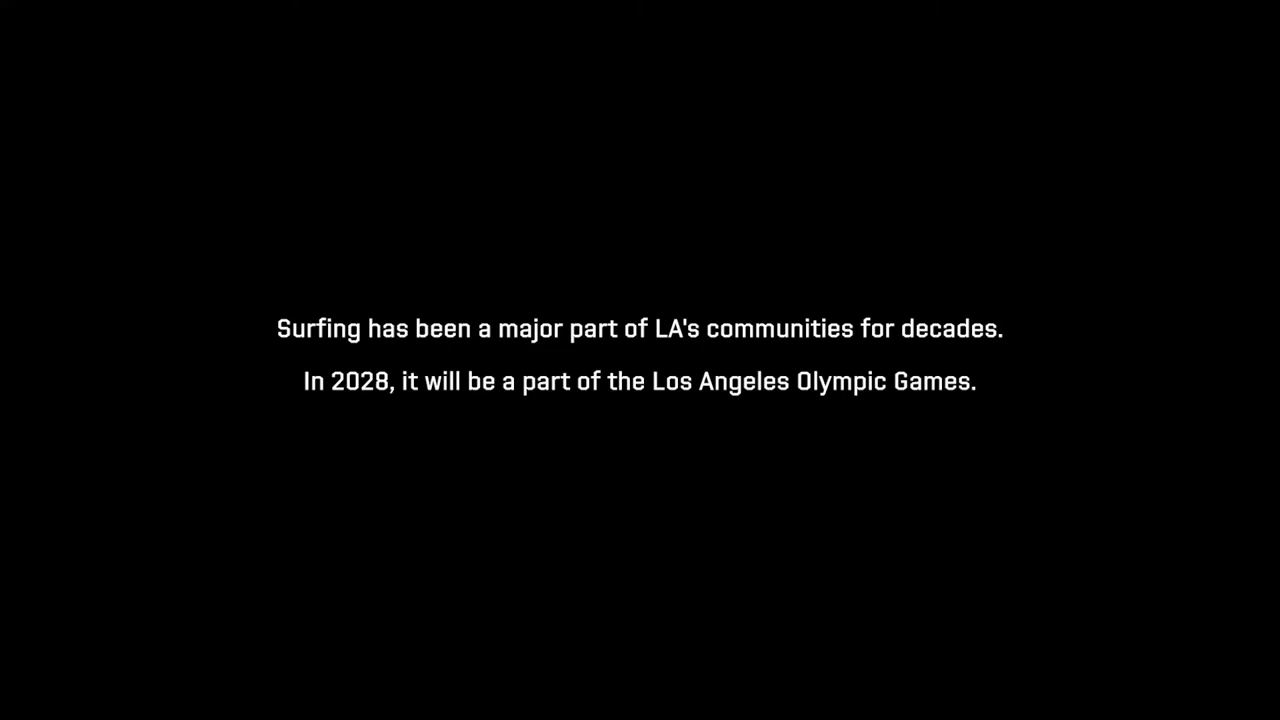 Surfing has been a major part of LA's communities for decades.
In 2028, it will be a part of the Los Angeles Olympic Games.